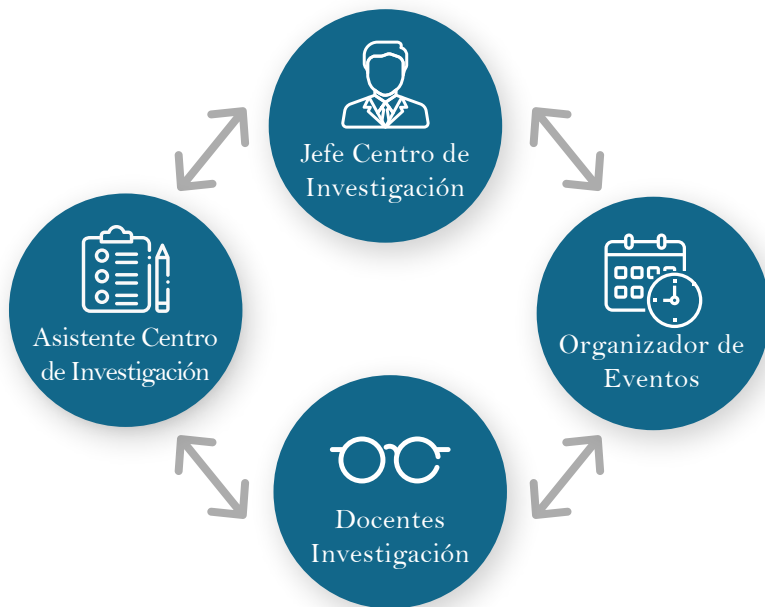 Jefe Centro de
Investigación
Asistente Centro
de Investigación
Organizador de
Eventos
Docentes
Investigación